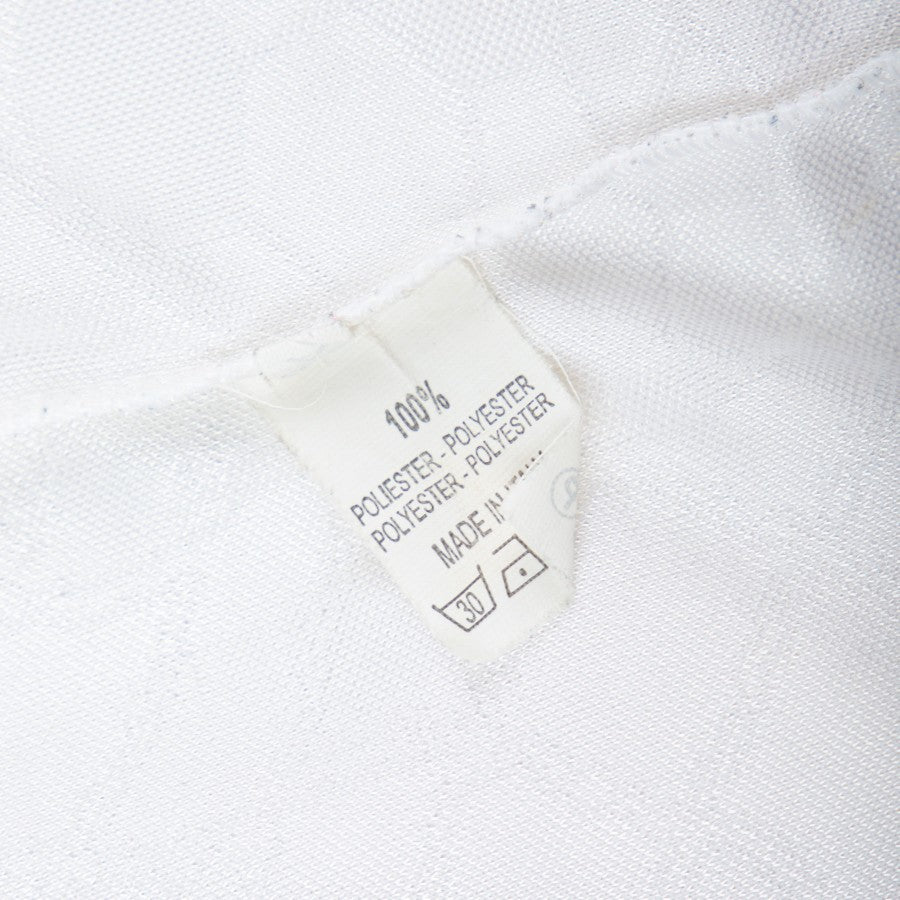 100%
POLIESTER - POLYESTER
POLYESTER - POLYESTER
MADE IN
30